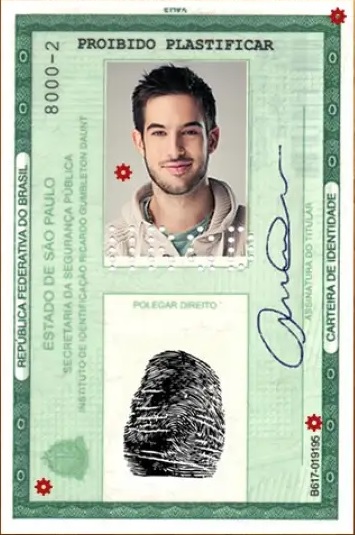 PROIBIDO PLASTIFICAR
8000-2
REPÚBLICA FEDERATIVA DO BRASIL
ESTADO DE SÃO PAULO
SECRETARIA DA SEGURANÇA PÚBLICA
INSTITUTO DE IDENTIFICAÇÃO RICARDO GUMBLETON DAUNT
POLEGAR DIREITO
ASSINATURA DO TITULAR
CARTEIRA DE IDENTIDADE
B617-019195